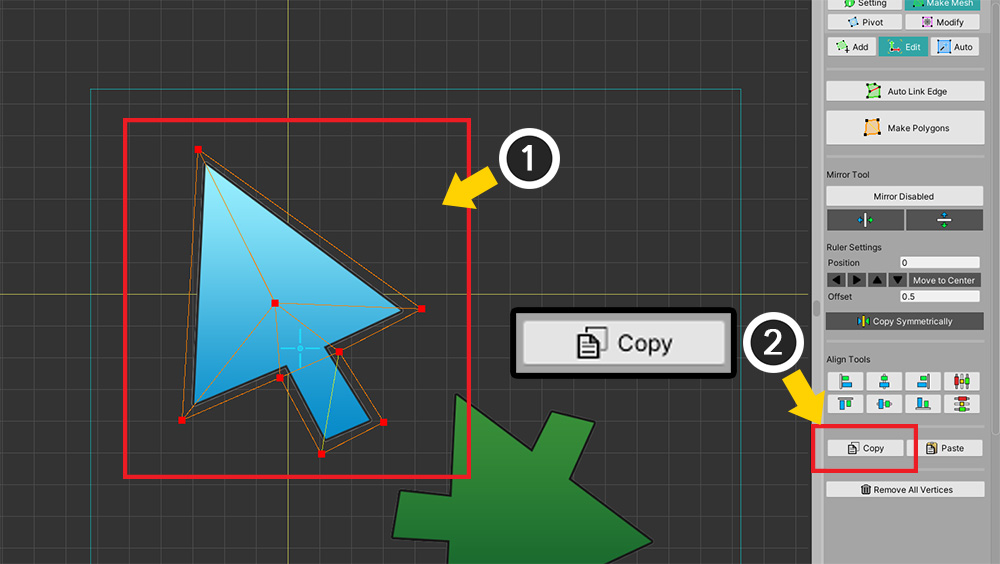 Setting
Make Mesh
Pivot
Modify
Add
Edit
Auto
Auto Link Edge
Make Polygons
1
Mirror Tool
Mirror Disabled
Ruler Settings
Position
0
Move to Center
Offset
0.5
Copy Symmetrically
Copy
2
Align Tools
Copy
Paste
Remove All Vertices